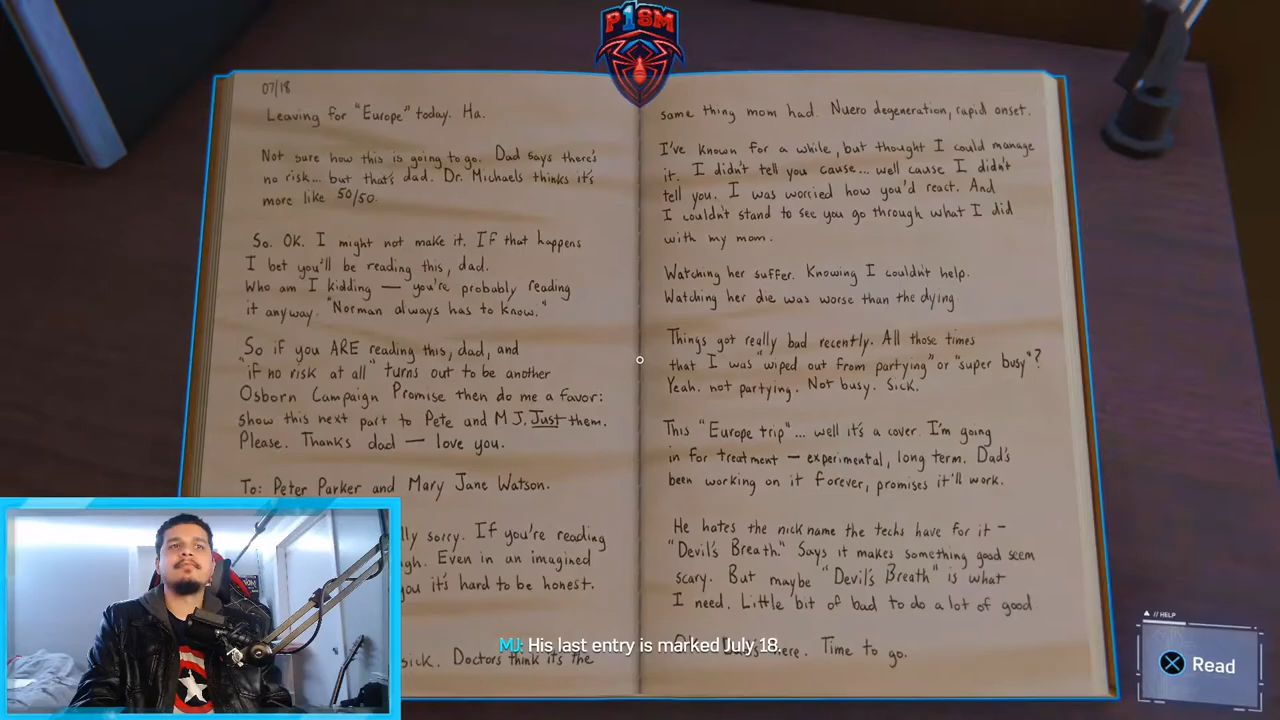 P1SM
07/18
Leaving for "Europe" today. Ha.
Not sure how this is going to go. Dad says there's
no risk... but that's dad. Dr. Michaels thinks it's
more like 50/50.
So. OK. I might not make it. If that happens
I bet you'll be reading this, dad.
Who am I kidding — you're probably reading
it anyway. "Norman always has to know."
So if you ARE reading this, dad, and
"if no risk at all" turns out to be another
Osborn Campaign Promise then do me a favor:
show this next part to Pete and MJ. Just them.
Please. Thanks dad — love you.
To: Peter Parker and Mary Jane Watson.
sorry. If you're reading
Even in an imagined
you it's hard to be honest.
sick. Doctors think it's the
same thing mom had. Nuero degeneration, rapid onset.
I've known for a while, but thought I could manage
it. I didn't tell you cause... well cause I didn't
tell you. I was worried how you'd react. And
I couldn't stand to see you go through what I did
with my mom.
Watching her suffer. Knowing I couldn't help.
Watching her die was worse than the dying
Things got really bad recently. All those times
that I was "wiped out from partying" or "super busy"?
Yeah. not partying. Not busy. Sick.
This "Europe trip"... well it's a cover. I'm going
in for treatment — experimental, long term. Dad's
been working on it forever, promises it'll work.
He hates the nickname the techs have for it -
"Devil's Breath." Says it makes something good seem
scary. But maybe "Devil's Breath" is what
I need. Little bit of bad to do a lot of good
Time to go.
MJ: His last entry is marked July 18.
// HELP
Read